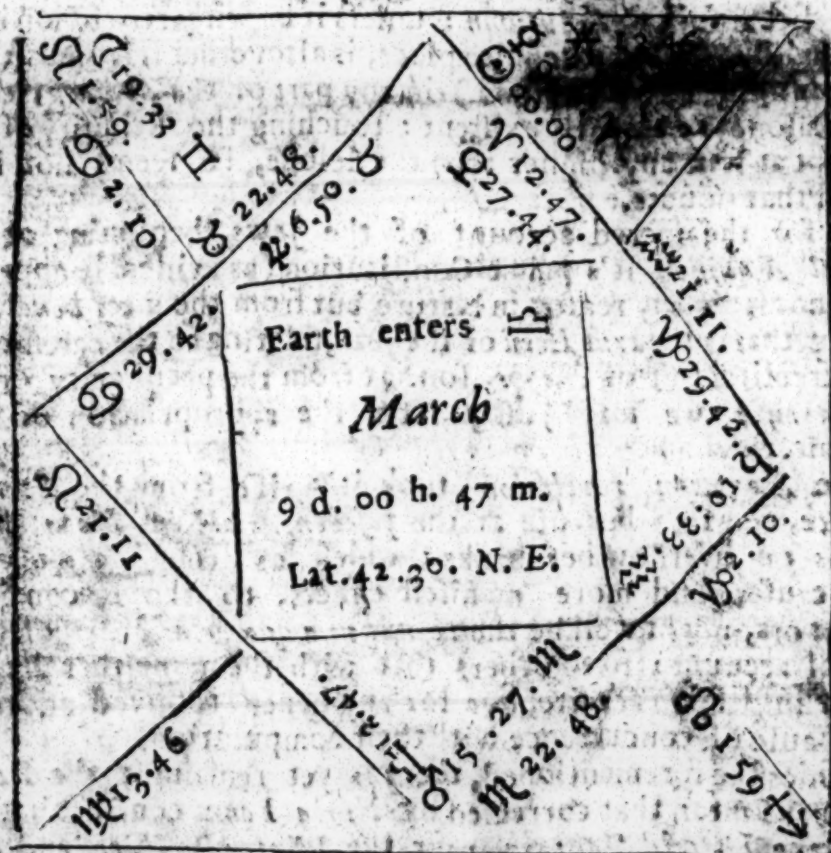 ☊ 1.59.
☽ 19.33 ♊
♋ 2.10
♉ 22.48.
♃ 6.50. ♉
☉
00.00
♈ 12.47.
♀ 27.44.
♒ 21.11.
♑ 29.42.
♋ 29.42.
Earth enters ♎
March
9 d. 00 h. 47 m.
Lat. 42.30. N. E.
♄ 10.33. ♒
♑ 2.10.
♌ 21.11
♍ 13.46
♎ 12.47.
♂ 15.27. ♏
♏ 22.48.
☋ 1 59 ♐